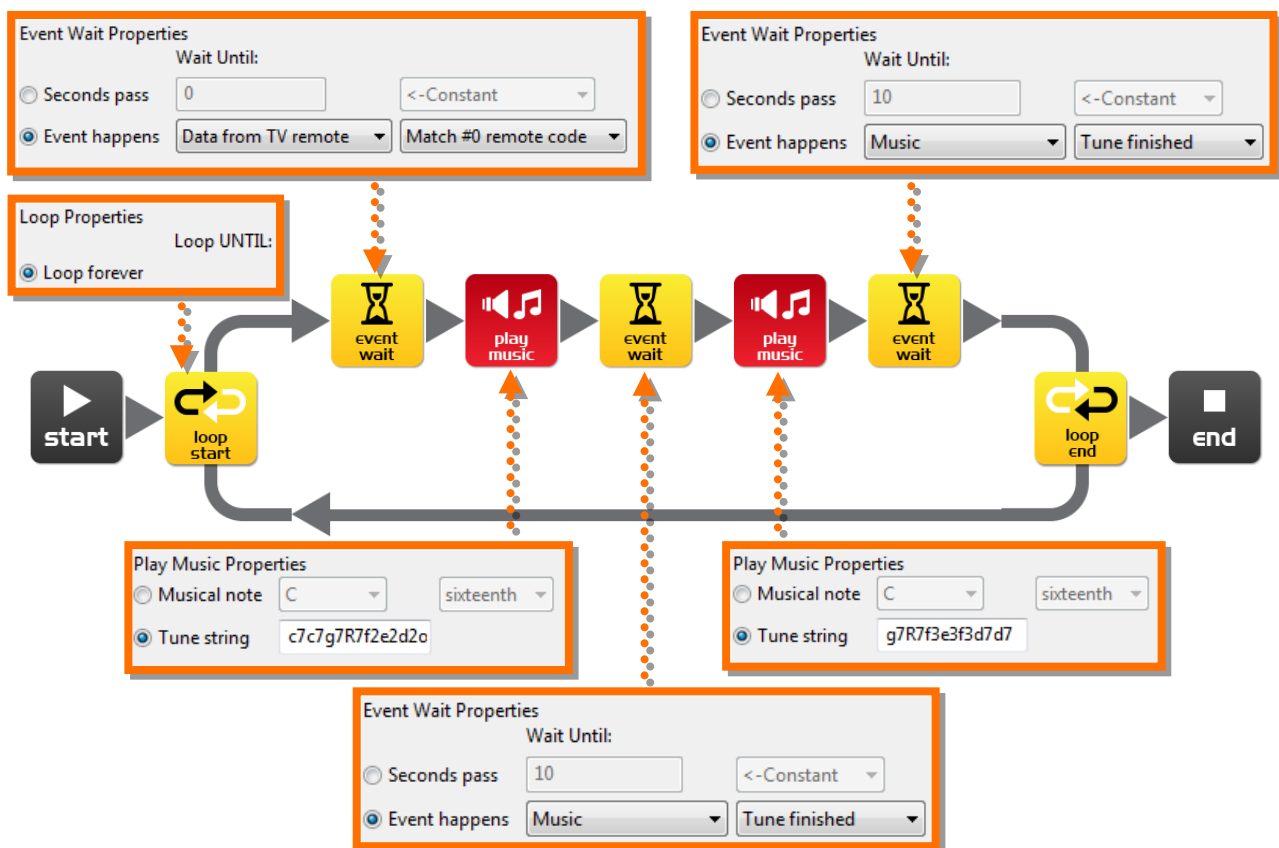 Event Wait Properties
Wait Until:
Seconds pass 0 <-Constant
Event happens Data from TV remote Match #0 remote code
Event Wait Properties
Wait Until:
Seconds pass 10 <-Constant
Event happens Music Tune finished
Loop Properties
Loop UNTIL:
Loop forever
start
loop
start
event
wait
play
music
event
wait
play
music
event
wait
loop
end
end
Play Music Properties
Musical note C sixteenth
Tune string c7c7g7R7f2e2d2o
Play Music Properties
Musical note C sixteenth
Tune string g7R7f3e3f3d7d7
Event Wait Properties
Wait Until:
Seconds pass 10 <-Constant
Event happens Music Tune finished